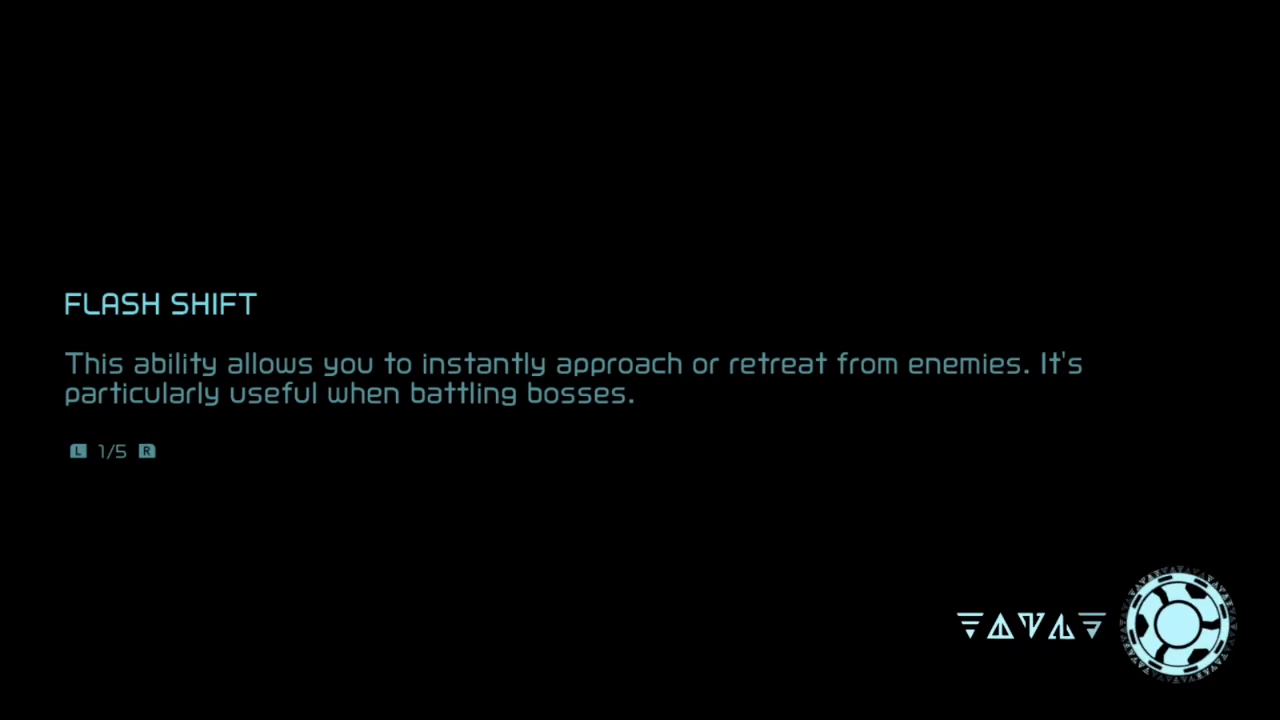 FLASH SHIFT
This ability allows you to instantly approach or retreat from enemies. It's
particularly useful when battling bosses.
L 1/5 R